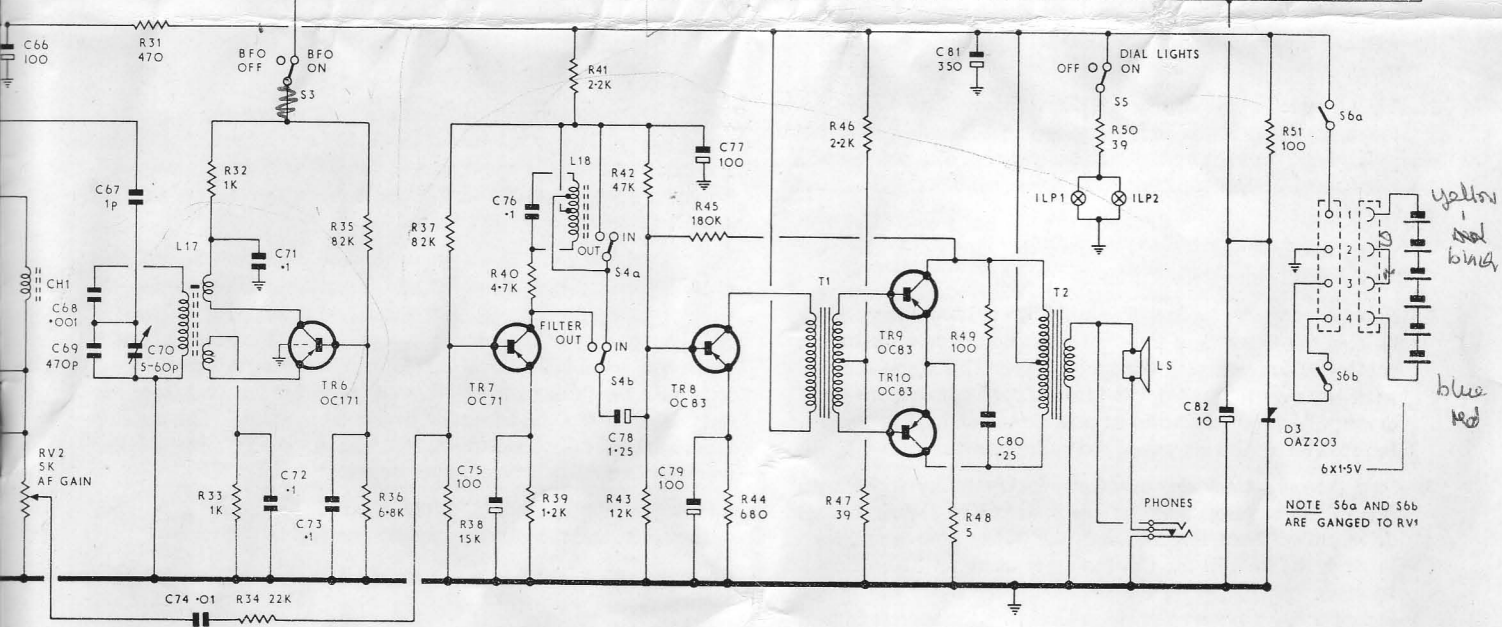 C66
100
R31
470
BFO
OFF
BFO
ON
S3
R41
2·2K
C81
350
DIAL LIGHTS
OFF
ON
S5
R50
39
ILP1
ILP2
R51
100
S6a
R46
2·2K
C77
100
L18
R42
47K
R45
180K
C76
·1
IN
OUT
S4a
R40
4·7K
R32
1K
C67
1P
R35
82K
R37
82K
L17
C71
·1
CH1
C68
·001
C69
470P
C70
5-60P
TR6
OC171
TR7
OC71
FILTER
OUT
IN
S4b
TR8
OC83
T1
TR9
OC83
TR10
OC83
R49
100
T2
LS
1
2
3
4
yellow
black
blue
red
S6b
C82
10
D3
OAZ203
6X1·5V
C80
·25
C78
1·25
RV2
5K
AF GAIN
R33
1K
C72
·1
C73
·1
R36
6·8K
C75
100
R38
15K
R39
1·2K
R43
12K
C79
100
R44
680
R47
39
R48
5
PHONES
NOTE S6a AND S6b
ARE GANGED TO RV1
C74 ·01
R34 22K